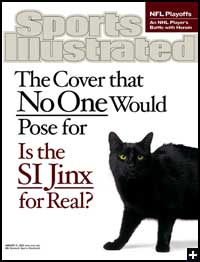 NFL Playoffs
An NHL Player's
Battle with Heroin
Sports
Illustrated
The Cover that
No One Would
Pose for
Is the
SI Jinx
for Real?